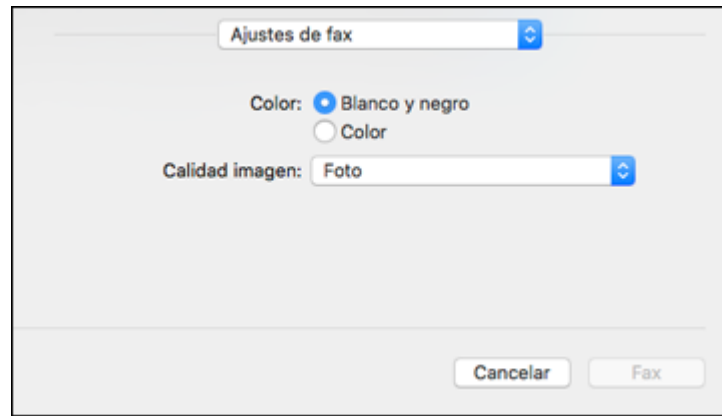 Ajustes de fax
Color: Blanco y negro
Color
Calidad imagen: Foto
Cancelar Fax